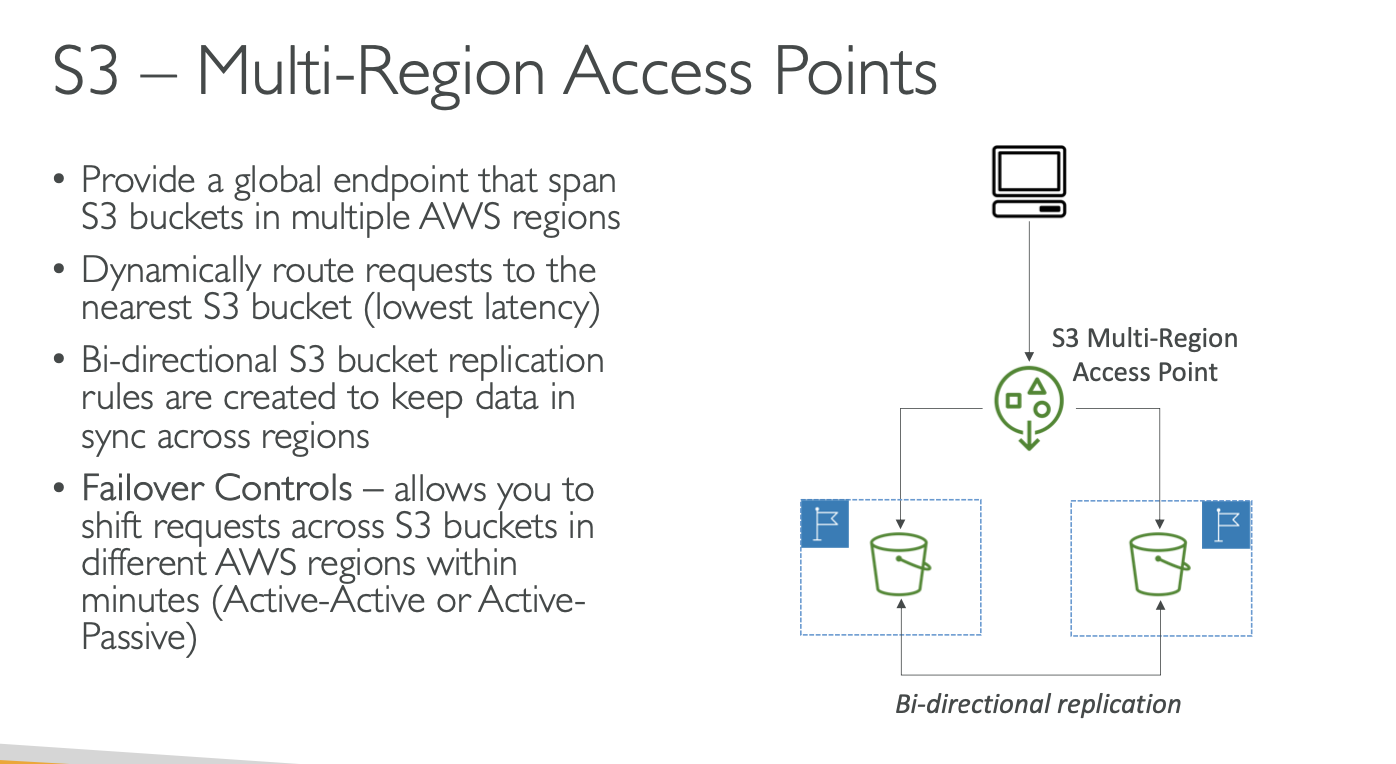 S3 – Multi-Region Access Points
• Provide a global endpoint that span
S3 buckets in multiple AWS regions
• Dynamically route requests to the
nearest S3 bucket (lowest latency)
• Bi-directional S3 bucket replication
rules are created to keep data in
sync across regions
• Failover Controls – allows you to
shift requests across S3 buckets in
different AWS regions within
minutes (Active-Active or Active-
Passive)
S3 Multi-Region
Access Point
Bi-directional replication